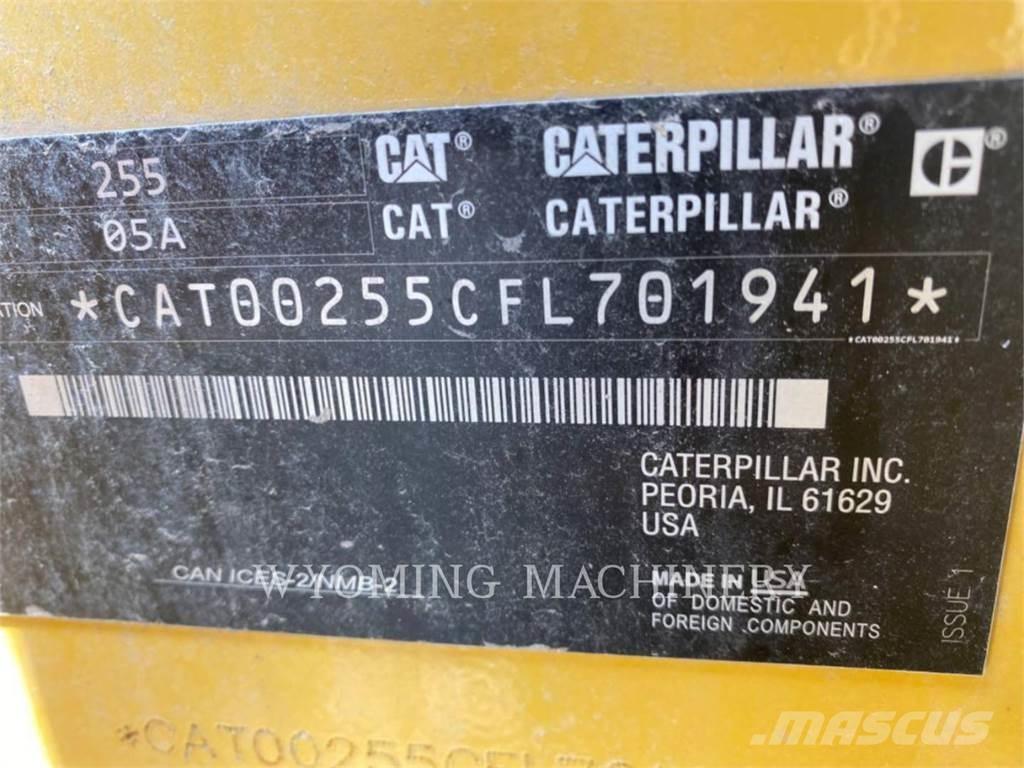 255 CAT® CATERPILLAR® C®
05A CAT® CATERPILLAR®
*CAT00255CFL701941*
*CAT00255CFL701941*
CATERPILLAR INC.
PEORIA, IL 61629
USA
CAN ICES-2/NMB-2
WYOMING MACHINERY
MADE IN USA
OF DOMESTIC AND
FOREIGN COMPONENTS
ISSUE 1
*CAT00255CFL70
MASCUS